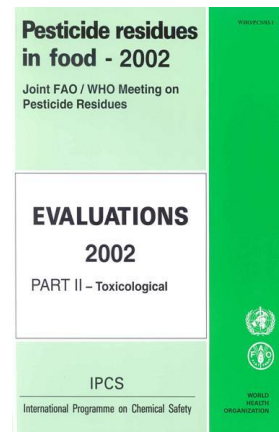 Pesticide residues
in food - 2002
Joint FAO / WHO Meeting on
Pesticide Residues
EVALUATIONS
2002
PART II – Toxicological
IPCS
International Programme on Chemical Safety
WORLD
HEALTH
ORGANIZATION